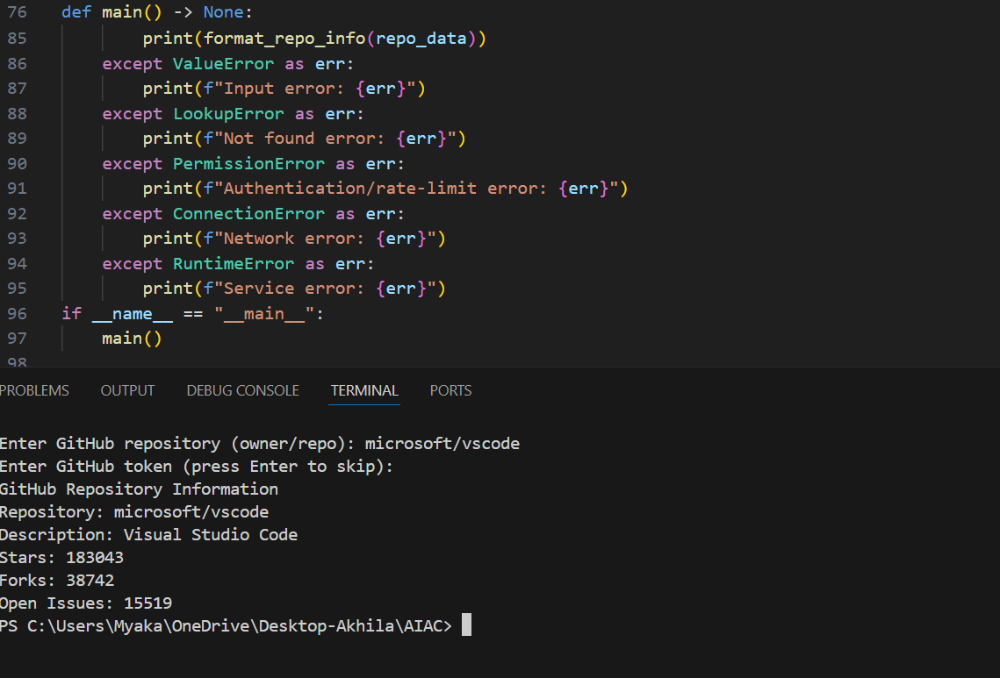 76 def main() -> None:
85 print(format_repo_info(repo_data))
86 except ValueError as err:
87 print(f"Input error: {err}")
88 except LookupError as err:
89 print(f"Not found error: {err}")
90 except PermissionError as err:
91 print(f"Authentication/rate-limit error: {err}")
92 except ConnectionError as err:
93 print(f"Network error: {err}")
94 except RuntimeError as err:
95 print(f"Service error: {err}")
96 if __name__ == "__main__":
97 main()
98
PROBLEMS OUTPUT DEBUG CONSOLE TERMINAL PORTS
Enter GitHub repository (owner/repo): microsoft/vscode
Enter GitHub token (press Enter to skip):
GitHub Repository Information
Repository: microsoft/vscode
Description: Visual Studio Code
Stars: 183043
Forks: 38742
Open Issues: 15519
PS C:\Users\Myaka\OneDrive\Desktop-Akhila\AIAC>